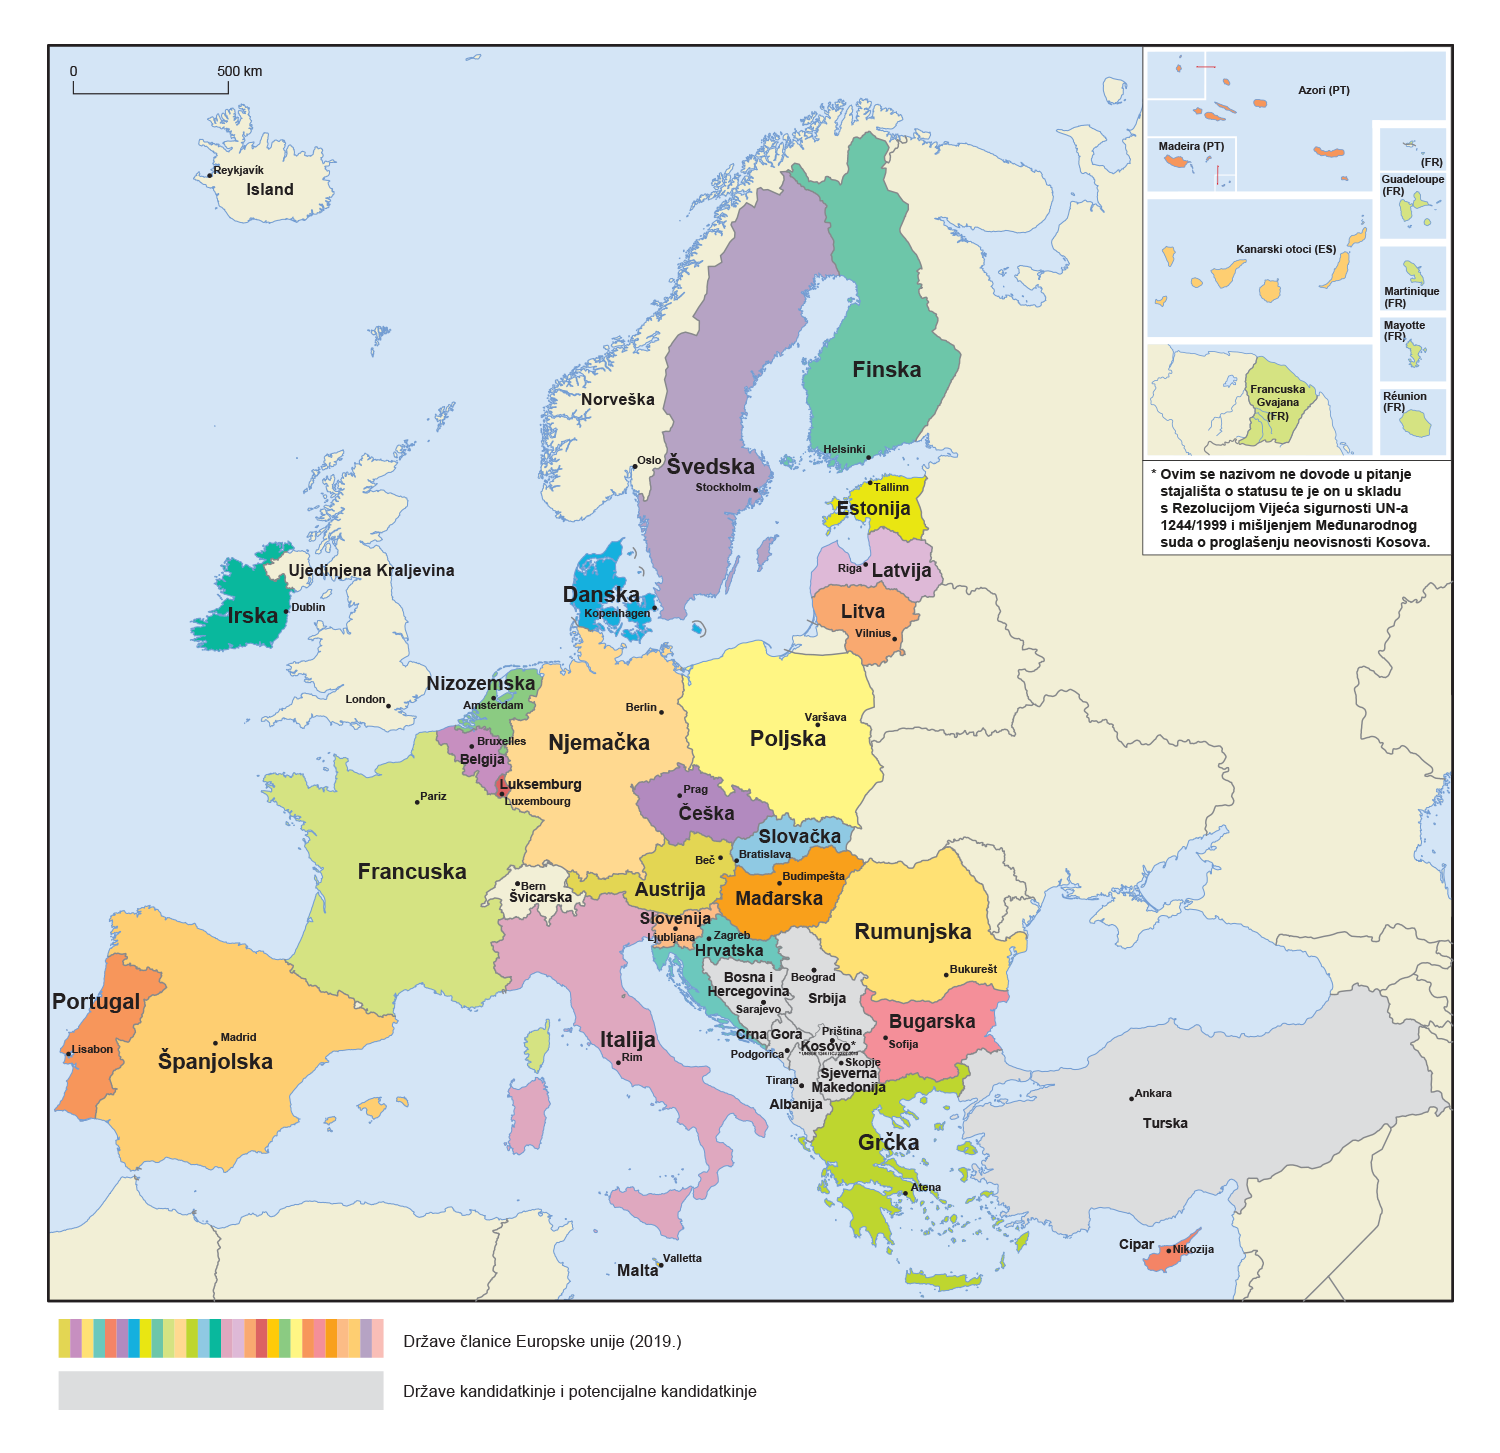 0 500 km
Reykjavík
Island
Norveška
Oslo
Švedska
Stockholm
Finska
Helsinki
Tallinn
Estonija
Riga
Latvija
Litva
Vilnius
Danska
Kopenhagen
Ujedinjena Kraljevina
Irska
Dublin
London
Nizozemska
Amsterdam
Bruxelles
Belgija
Luksemburg
Luxembourg
Berlin
Njemačka
Varšava
Poljska
Prag
Češka
Slovačka
Bratislava
Beč
Austrija
Budimpešta
Mađarska
Pariz
Francuska
Bern
Švicarska
Slovenija
Ljubljana
Zagreb
Hrvatska
Rumunjska
Bukurešt
Bosna i
Hercegovina
Sarajevo
Beograd
Srbija
Crna Gora
Podgorica
Priština
Kosovo*
Bugarska
Sofija
Skopje
Sjeverna
Makedonija
Tirana
Albanija
Portugal
Lisabon
Madrid
Španjolska
Italija
Rim
Grčka
Atena
Ankara
Turska
Cipar
Nikozija
Valletta
Malta
Azori (PT)
Madeira (PT)
(FR)
Guadeloupe
(FR)
Kanarski otoci (ES)
Martinique
(FR)
Mayotte
(FR)
Francuska
Gvajana
(FR)
Réunion
(FR)
* Ovim se nazivom ne dovode u pitanje
stajališta o statusu te je on u skladu
s Rezolucijom Vijeća sigurnosti UN-a
1244/1999 i mišljenjem Međunarodnog
suda o proglašenju neovisnosti Kosova.
Države članice Europske unije (2019.)
Države kandidatkinje i potencijalne kandidatkinje